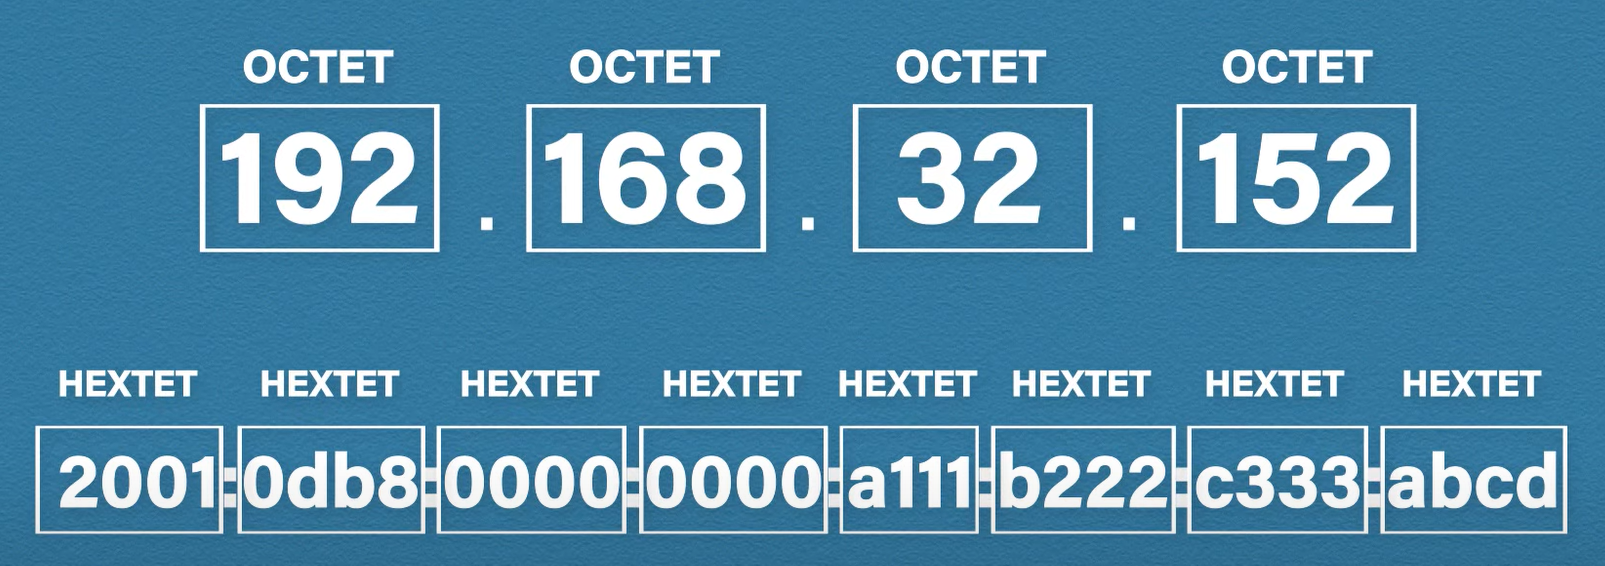 OCTET OCTET OCTET OCTET
192 . 168 . 32 . 152
HEXTET HEXTET HEXTET HEXTET HEXTET HEXTET HEXTET HEXTET
2001:0db8:0000:0000:a111:b222:c333:abcd